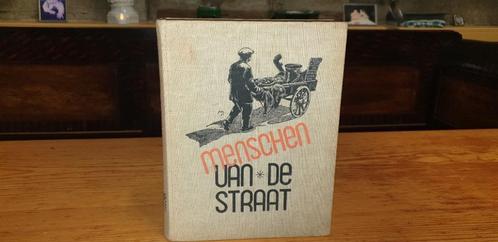 menschen
VAN * DE
STRAAT